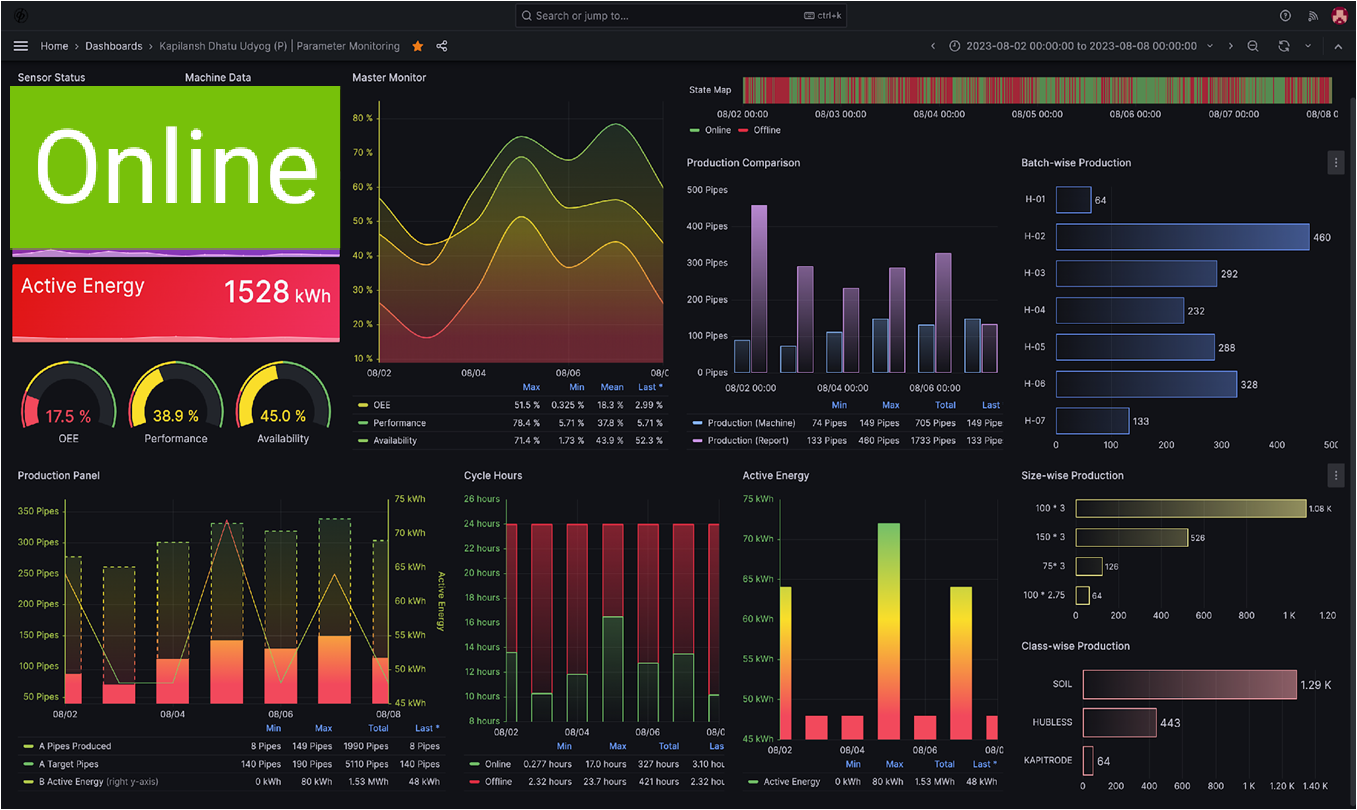 Search or jump to...
ctrl+k
Home › Dashboards › Kapilansh Dhatu Udyog (P) | Parameter Monitoring
2023-08-02 00:00:00 to 2023-08-08 00:00:00
Sensor Status
Machine Data
Online
Active Energy
1528 kWh
17.5 %
38.9 %
45.0 %
OEE
Performance
Availability
Master Monitor
80 %
70 %
60 %
50 %
40 %
30 %
20 %
10 %
08/02 08/04 08/06 08/0
Max Min Mean Last *
OEE 51.5 % 0.325 % 18.3 % 2.99 %
Performance 78.4 % 5.71 % 37.8 % 5.71 %
Availability 71.4 % 1.73 % 43.9 % 52.3 %
State Map
08/02 00:00 08/03 00:00 08/04 00:00 08/05 00:00 08/06 00:00 08/07 00:00 08/08 0
Online Offline
Production Comparison
500 Pipes
400 Pipes
300 Pipes
200 Pipes
100 Pipes
0 Pipes
08/02 00:00 08/04 00:00 08/06 00:00
Min Max Total Last
Production (Machine) 74 Pipes 149 Pipes 705 Pipes 149 Pipe
Production (Report) 133 Pipes 460 Pipes 1733 Pipes 133 Pipe
Batch-wise Production
H-01 64
H-02 460
H-03 292
H-04 232
H-05 288
H-06 328
H-07 133
0 100 200 300 400 50
Production Panel
350 Pipes
300 Pipes
250 Pipes
200 Pipes
150 Pipes
100 Pipes
50 Pipes
75 kWh
70 kWh
65 kWh
60 kWh
55 kWh
50 kWh
45 kWh
Active Energy
08/02 08/04 08/06 08/08
Min Max Total Last *
A Pipes Produced 8 Pipes 149 Pipes 1990 Pipes 8 Pipes
A Target Pipes 140 Pipes 190 Pipes 5110 Pipes 140 Pipes
B Active Energy (right y-axis) 0 kWh 80 kWh 1.53 MWh 48 kWh
Cycle Hours
26 hours
24 hours
22 hours
20 hours
18 hours
16 hours
14 hours
12 hours
10 hours
8 hours
08/02 08/04 08/06
Min Max Total Las
Online 0.277 hours 17.0 hours 327 hours 3.10 hou
Offline 2.32 hours 23.7 hours 421 hours 2.32 hou
Active Energy
75 kWh
70 kWh
65 kWh
60 kWh
55 kWh
50 kWh
45 kWh
08/02 08/04 08/06 08/0
Min Max Total Last *
Active Energy 0 kWh 80 kWh 1.53 MWh 48 kWh
Size-wise Production
100 * 3 1.08 K
150 * 3 526
75* 3 126
100 * 2.75 64
0 200 400 600 800 1 K 1.20
Class-wise Production
SOIL 1.29 K
HUBLESS 443
KAPITRODE 64
0 200 400 600 800 1 K 1.20 K 1.40 K